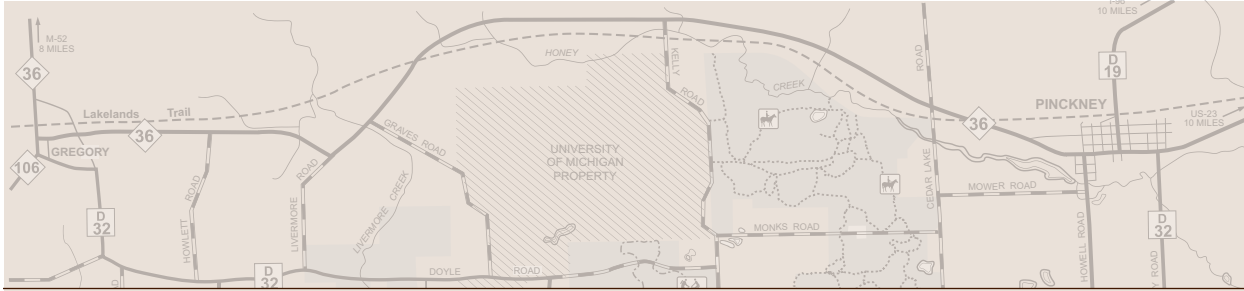 M-52
8 MILES
10 MILES
36
D
19
HONEY
KELLY
ROAD
ROAD
CREEK
Lakelands Trail
36
GRAVES ROAD
36
PINCKNEY
US-23
10 MILES
GREGORY
106
UNIVERSITY
OF MICHIGAN
PROPERTY
ROAD
ROAD
LIVERMORE
LIVERMORE CREEK
HOWLETT
CEDAR LAKE
MOWER ROAD
D
32
MONKS ROAD
HOWELL ROAD
D
32
D
32
DOYLE ROAD
ROAD